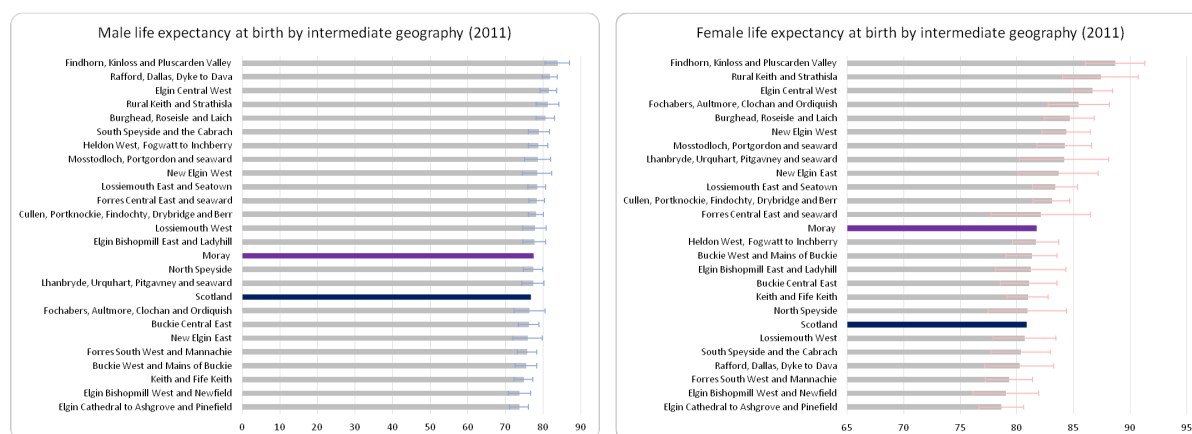 Male life expectancy at birth by intermediate geography (2011)
Findhorn, Kinloss and Pluscarden Valley
Rafford, Dallas, Dyke to Dava
Elgin Central West
Rural Keith and Strathisla
Burghead, Roseisle and Laich
South Speyside and the Cabrach
Heldon West, Fogwatt to Inchberry
Mosstodloch, Portgordon and seaward
New Elgin West
Lossiemouth East and Seatown
Forres Central East and seaward
Cullen, Portknockie, Findochty, Drybridge and Berr
Lossiemouth West
Elgin Bishopmill East and Ladyhill
Moray
North Speyside
Lhanbryde, Urquhart, Pitgavney and seaward
Scotland
Fochabers, Aultmore, Clochan and Ordiquish
Buckie Central East
New Elgin East
Forres South West and Mannachie
Buckie West and Mains of Buckie
Keith and Fife Keith
Elgin Bishopmill West and Newfield
Elgin Cathedral to Ashgrove and Pinefield
0 10 20 30 40 50 60 70 80 90
Female life expectancy at birth by intermediate geography (2011)
Findhorn, Kinloss and Pluscarden Valley
Rural Keith and Strathisla
Elgin Central West
Fochabers, Aultmore, Clochan and Ordiquish
Burghead, Roseisle and Laich
New Elgin West
Mosstodloch, Portgordon and seaward
Lhanbryde, Urquhart, Pitgavney and seaward
New Elgin East
Lossiemouth East and Seatown
Cullen, Portknockie, Findochty, Drybridge and Berr
Forres Central East and seaward
Moray
Heldon West, Fogwatt to Inchberry
Buckie West and Mains of Buckie
Elgin Bishopmill East and Ladyhill
Buckie Central East
Keith and Fife Keith
North Speyside
Scotland
Lossiemouth West
South Speyside and the Cabrach
Rafford, Dallas, Dyke to Dava
Forres South West and Mannachie
Elgin Bishopmill West and Newfield
Elgin Cathedral to Ashgrove and Pinefield
65 70 75 80 85 90 95